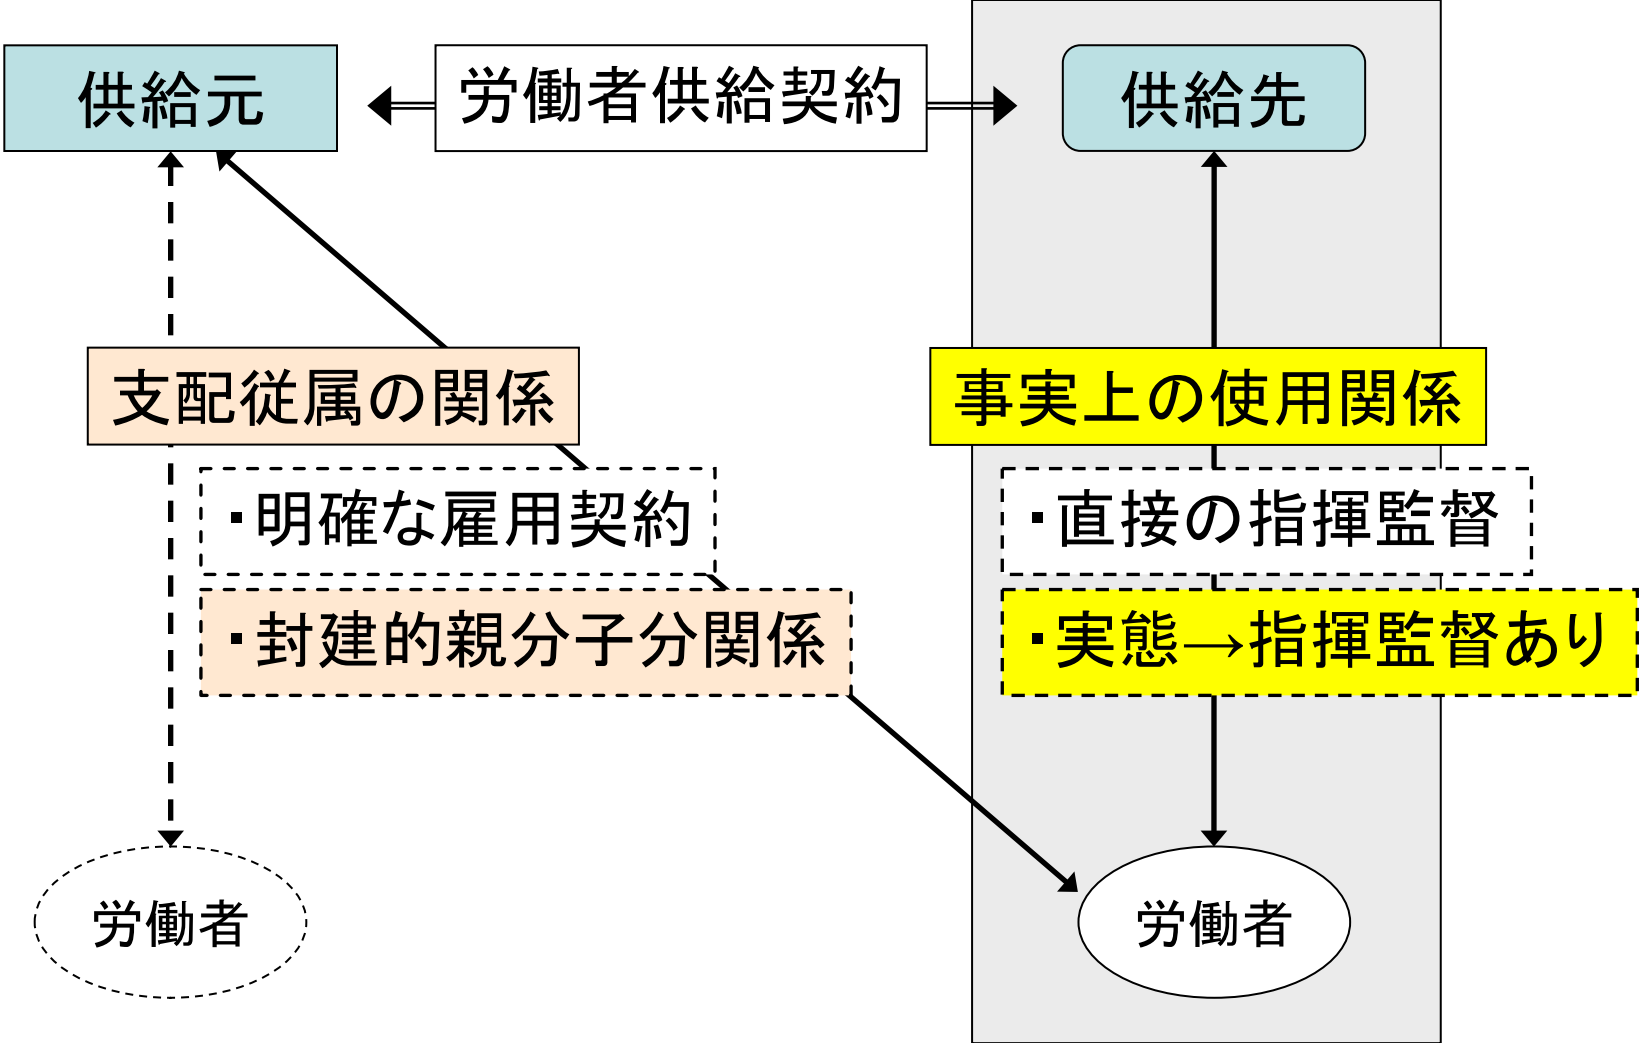 供給元
労働者供給契約
供給先
支配従属の関係
事実上の使用関係
・明確な雇用契約
・直接の指揮監督
・封建的親分子分関係
・実態→指揮監督あり
労働者
労働者